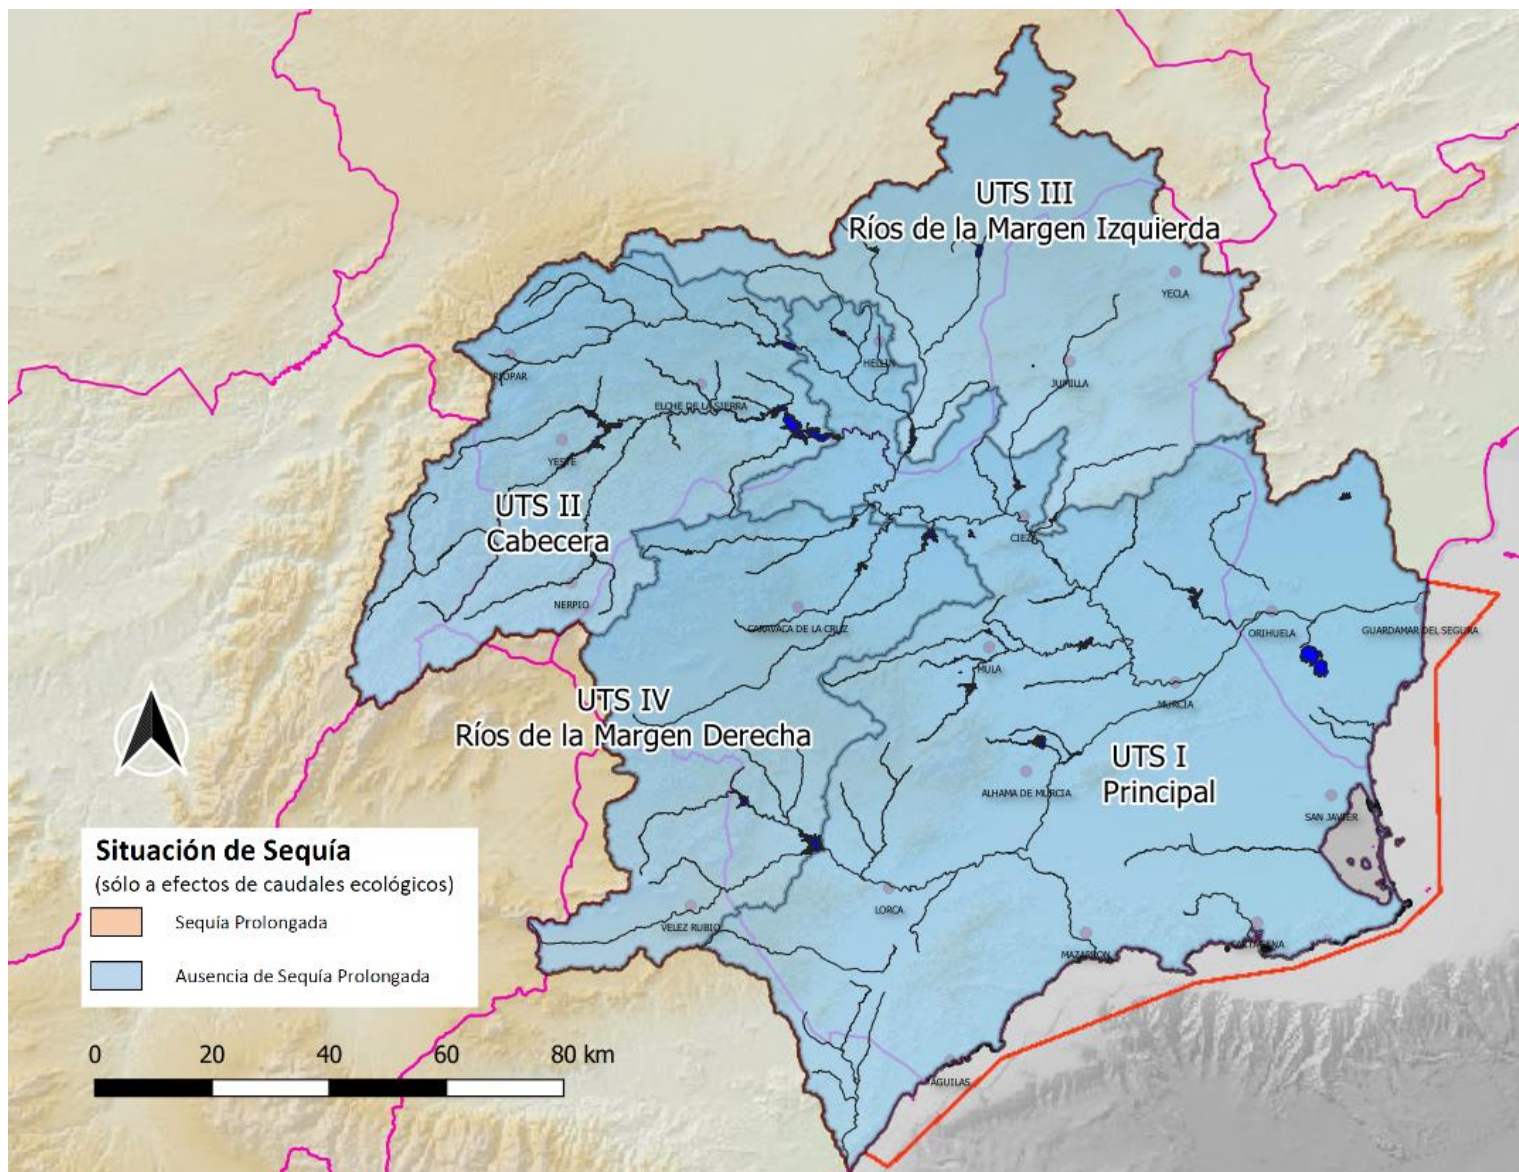 UTS III
Ríos de la Margen Izquierda
YECLA
HELLIN
RIOPAR
JUMILLA
ELCHE DE LA SIERRA
YESTE
UTS II
Cabecera
CIEZA
NERPIO
CARAVACA DE LA CRUZ
ORIHUELA
GUARDAMAR DEL SEGURA
MULA
UTS IV
Ríos de la Margen Derecha
MURCIA
UTS I
Principal
ALHAMA DE MURCIA
SAN JAVIER
Situación de Sequía
(sólo a efectos de caudales ecológicos)
Sequía Prolongada
Ausencia de Sequía Prolongada
LORCA
VELEZ RUBIO
CARTAGENA
MAZARRON
0 20 40 60 80 km
ÁGUILAS